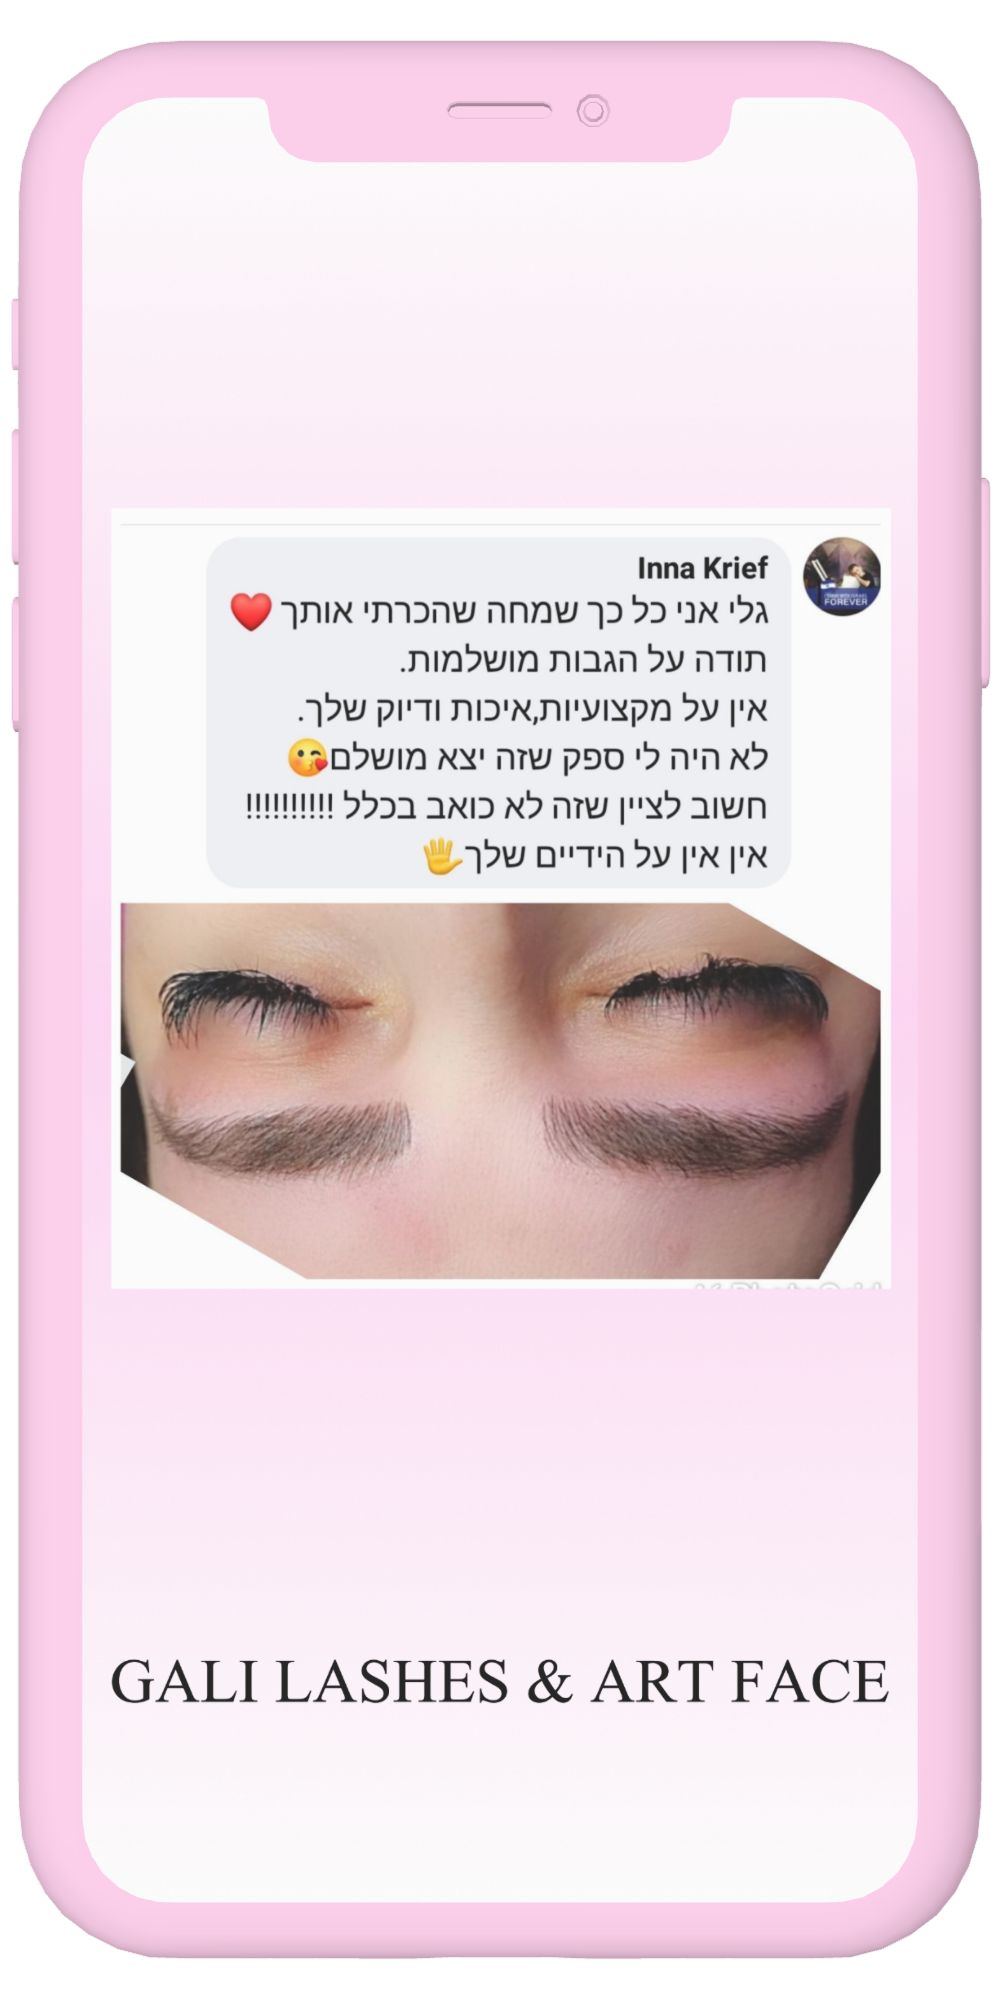 Inna Krief
גלי אני כל כך שמחה שהכרתי אותך ❤️
תודה על הגבות מושלמות.
אין על מקצועיות,איכות ודיוק שלך.
לא היה לי ספק שזה יצא מושלם😘
חשוב לציין שזה לא כואב בכלל !!!!!!!!!!
אין אין על הידיים שלך🖐
FOREVER
GALI LASHES & ART FACE